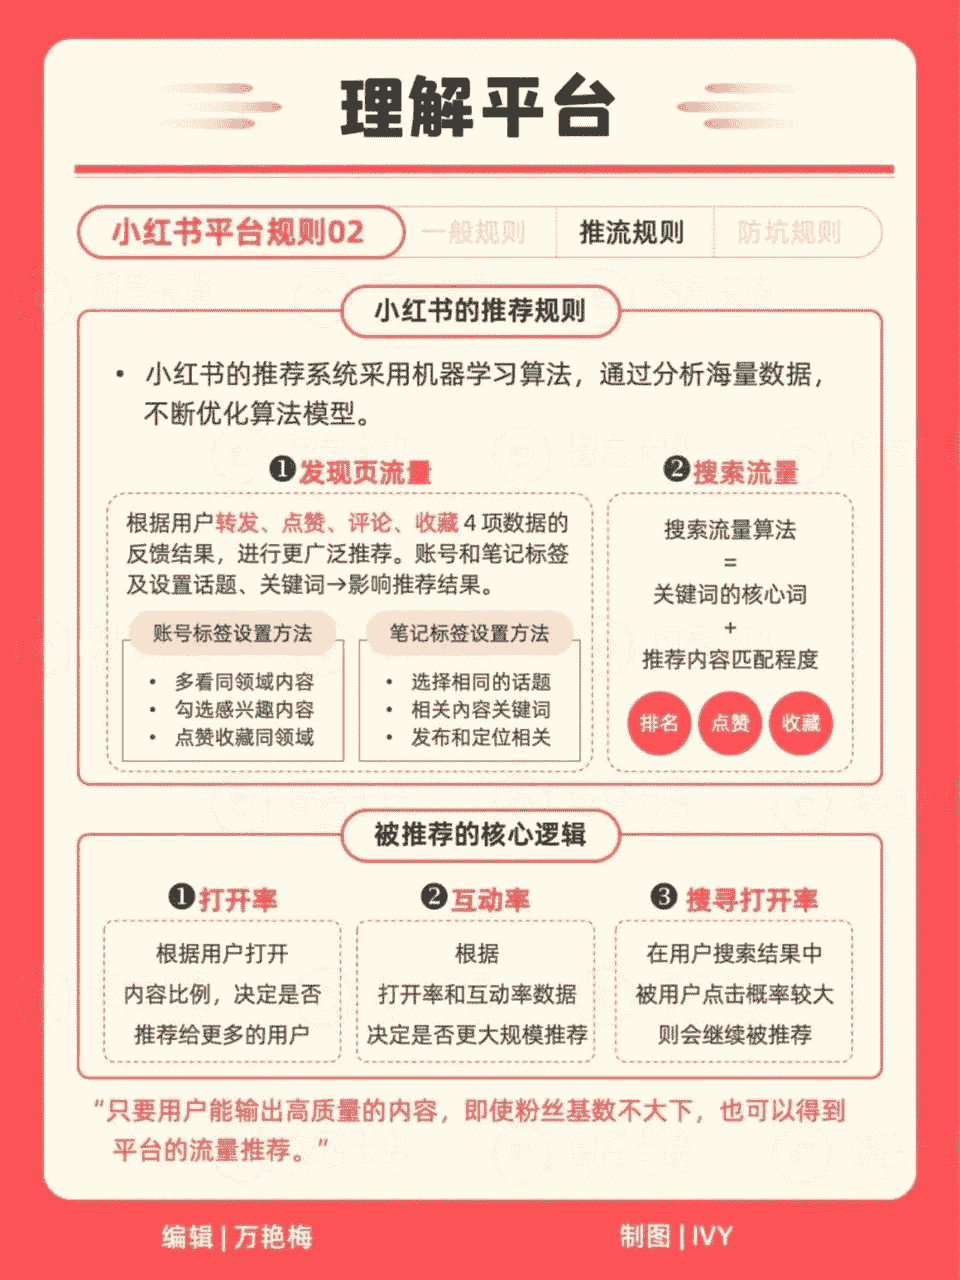 理解平台
小红书平台规则02
一般规则
推流规则
防坑规则
小红书的推荐规则
• 小红书的推荐系统采用机器学习算法，通过分析海量数据，
不断优化算法模型。
❶发现页流量
根据用户转发、点赞、评论、收藏4项数据的
反馈结果，进行更广泛推荐。账号和笔记标签
及设置话题、关键词→影响推荐结果。
账号标签设置方法
• 多看同领域内容
• 勾选感兴趣内容
• 点赞收藏同领域
笔记标签设置方法
• 选择相同的话题
• 相关内容关键词
• 发布和定位相关
❷搜索流量
搜索流量算法
=
关键词的核心词
+
推荐内容匹配程度
排名
点赞
收藏
被推荐的核心逻辑
❶打开率
根据用户打开
内容比例，决定是否
推荐给更多的用户
❷互动率
根据
打开率和互动率数据
决定是否更大规模推荐
❸ 搜寻打开率
在用户搜索结果中
被用户点击概率较大
则会继续被推荐
“只要用户能输出高质量的内容，即使粉丝基数不大下，也可以得到
平台的流量推荐。”
编辑 | 万艳梅
制图 | IVY